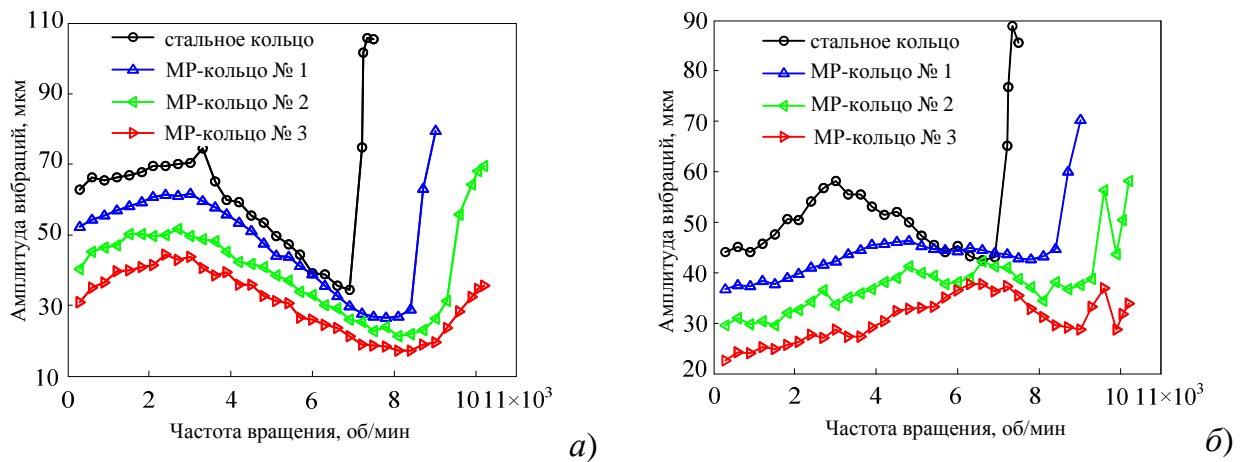 110
90
70
50
30
10
Амплитуда вибраций, мкм
стальное кольцо
МР-кольцо № 1
МР-кольцо № 2
МР-кольцо № 3
0 2 4 6 8 10 11×10³
Частота вращения, об/мин
а)
90
80
70
60
50
40
30
20
Амплитуда вибраций, мкм
стальное кольцо
МР-кольцо № 1
МР-кольцо № 2
МР-кольцо № 3
0 2 4 6 8 10 11×10³
Частота вращения, об/мин
б)